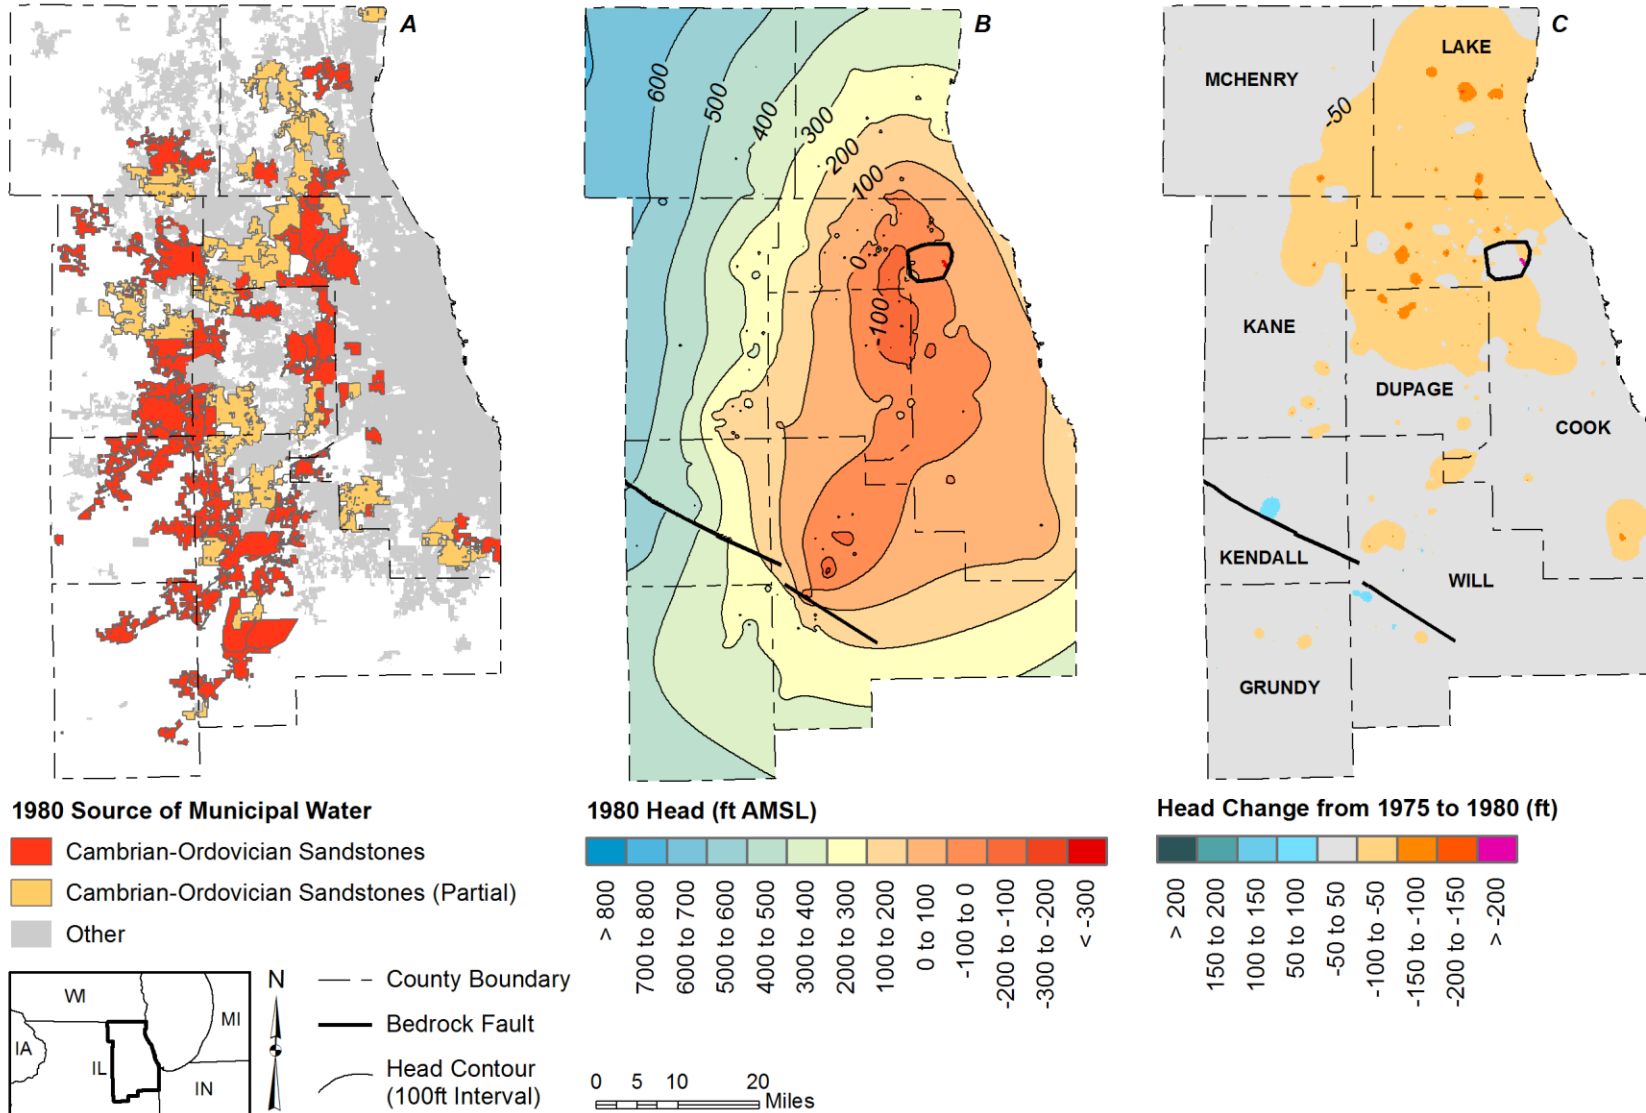 A
B
C
600
500
400
300
200
100
0
-100
LAKE
MCHENRY
-50
KANE
DUPAGE
COOK
KENDALL
WILL
GRUNDY
1980 Source of Municipal Water
Cambrian-Ordovician Sandstones
Cambrian-Ordovician Sandstones (Partial)
Other
WI
MI
IA
IL
IN
N
County Boundary
Bedrock Fault
Head Contour
(100ft Interval)
1980 Head (ft AMSL)
> 800
700 to 800
600 to 700
500 to 600
400 to 500
300 to 400
200 to 300
100 to 200
0 to 100
-100 to 0
-200 to -100
-300 to -200
< -300
0 5 10 20
Miles
Head Change from 1975 to 1980 (ft)
> 200
150 to 200
100 to 150
50 to 100
-50 to 50
-100 to -50
-150 to -100
-200 to -150
> -200